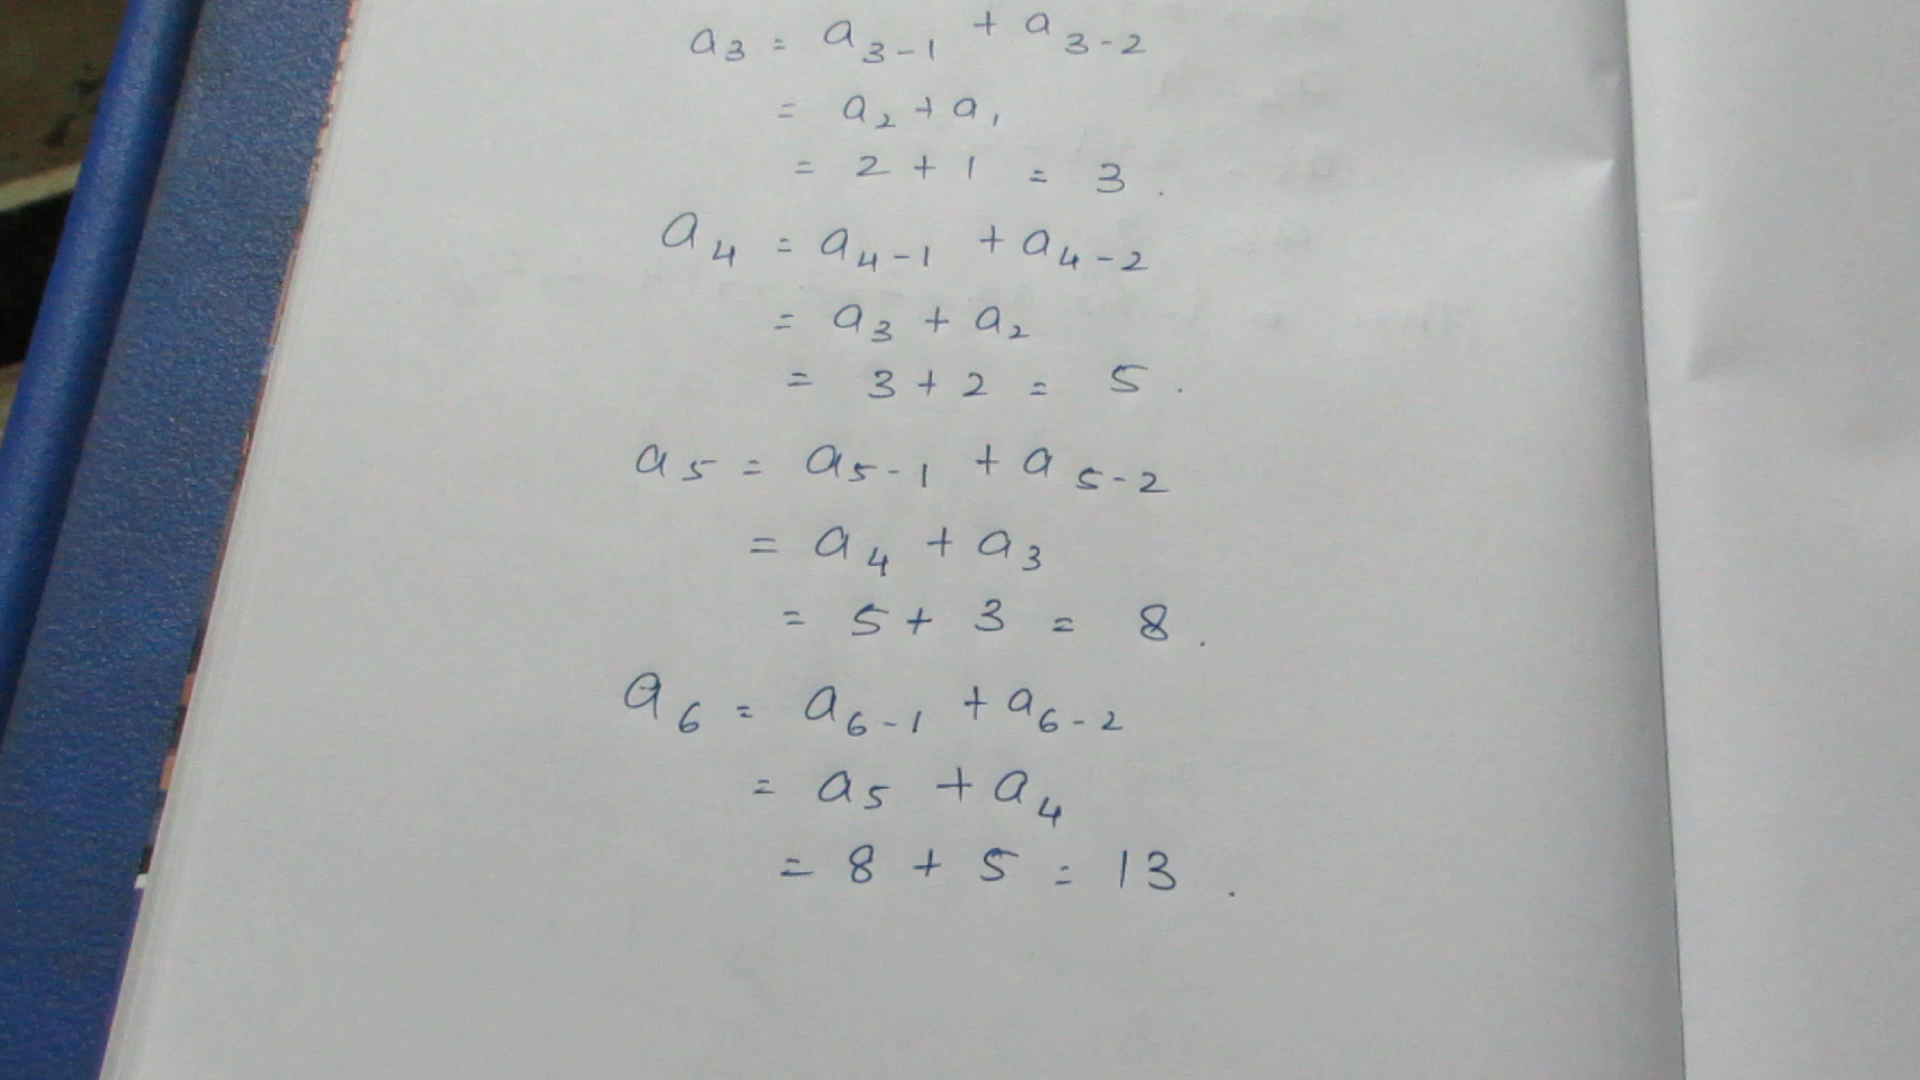 a₃ = a₃₋₁ + a₃₋₂
= a₂ + a₁
= 2 + 1 = 3 .
a₄ = a₄₋₁ + a₄₋₂
= a₃ + a₂
= 3 + 2 = 5 .
a₅ = a₅₋₁ + a₅₋₂
= a₄ + a₃
= 5 + 3 = 8 .
a₆ = a₆₋₁ + a₆₋₂
= a₅ + a₄
= 8 + 5 = 13 .